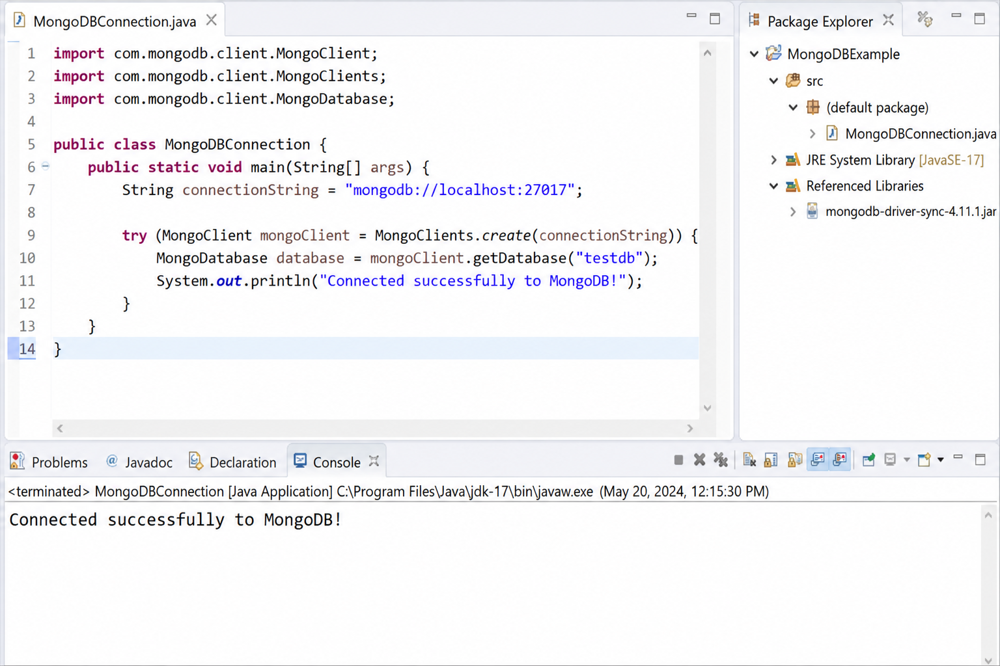 MongoDBConnection.java
1 import com.mongodb.client.MongoClient;
2 import com.mongodb.client.MongoClients;
3 import com.mongodb.client.MongoDatabase;
4
5 public class MongoDBConnection {
6     public static void main(String[] args) {
7         String connectionString = "mongodb://localhost:27017";
8
9         try (MongoClient mongoClient = MongoClients.create(connectionString)) {
10             MongoDatabase database = mongoClient.getDatabase("testdb");
11             System.out.println("Connected successfully to MongoDB!");
12         }
13     }
14 }
Package Explorer
MongoDBExample
src
(default package)
MongoDBConnection.java
JRE System Library [JavaSE-17]
Referenced Libraries
mongodb-driver-sync-4.11.1.jar
Problems @ Javadoc Declaration Console
<terminated> MongoDBConnection [Java Application] C:\Program Files\Java\jdk-17\bin\javaw.exe (May 20, 2024, 12:15:30 PM)
Connected successfully to MongoDB!